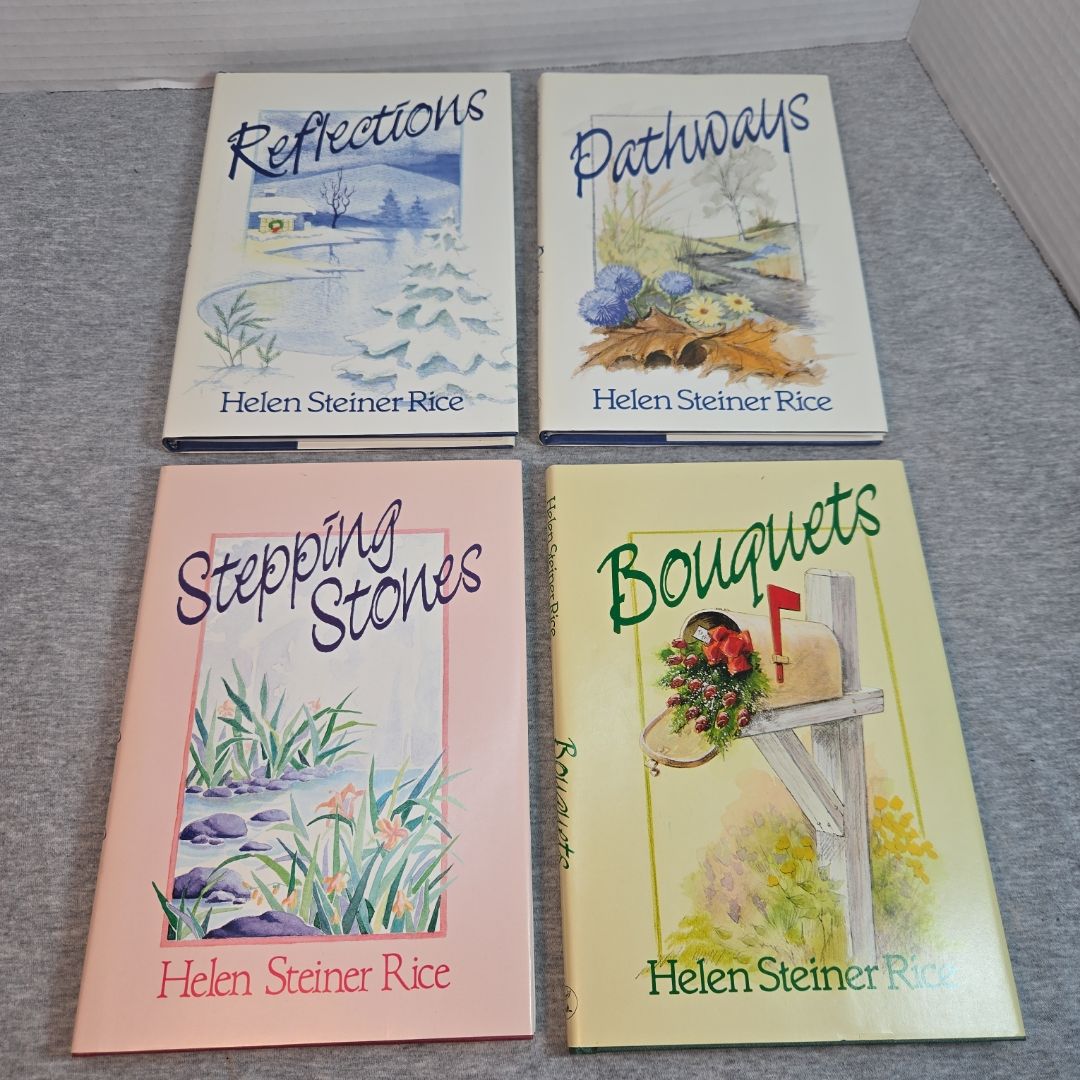 Reflections
Helen Steiner Rice
Pathways
Helen Steiner Rice
Stepping
Stones
Helen Steiner Rice
Helen Steiner Rice
Bouquets
Bouquets
Helen Steiner Rice